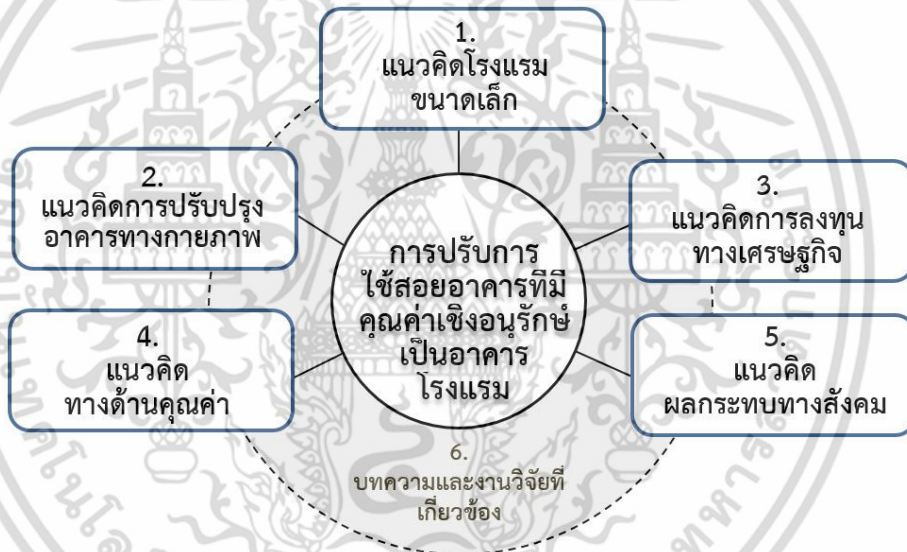 1.
แนวคิดโรงแรม
ขนาดเล็ก
2.
แนวคิดการปรับปรุง
อาคารทางกายภาพ
3.
แนวคิดการลงทุน
ทางเศรษฐกิจ
การปรับการ
ใช้สอยอาคารที่มี
คุณค่าเชิงอนุรักษ์
เป็นอาคาร
โรงแรม
4.
แนวคิด
ทางด้านคุณค่า
5.
แนวคิด
ผลกระทบทางสังคม
6.
บทความและงานวิจัยที่
เกี่ยวข้อง